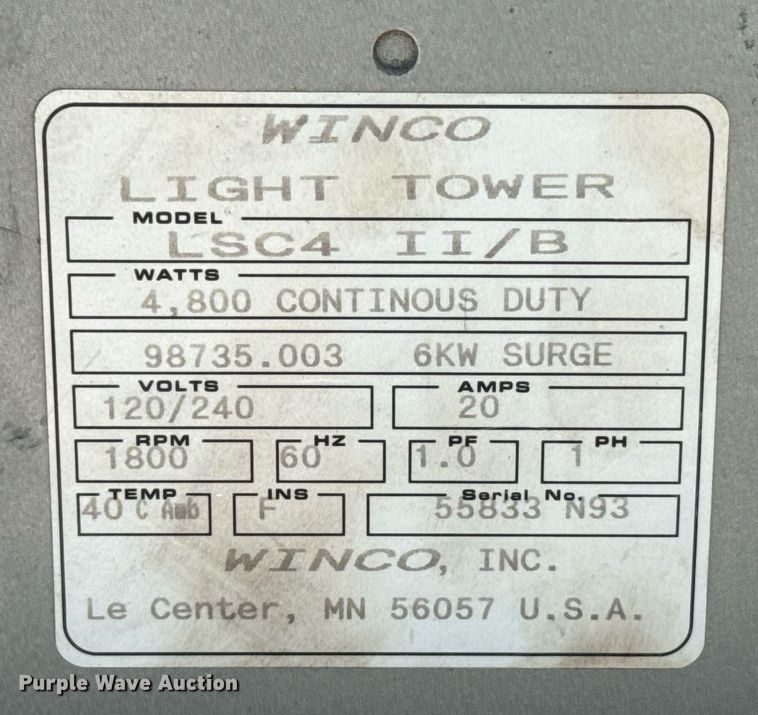 WINCO
LIGHT TOWER
MODEL
LSC4 II/B
WATTS
4,800 CONTINOUS DUTY
98735.003 6KW SURGE
VOLTS AMPS
120/240 20
RPM HZ PF PH
1800 60 1.0 1
TEMP INS Serial No.
40 C Amb F 55833 N93
WINCO, INC.
Le Center, MN 56057 U.S.A.
Purple Wave Auction